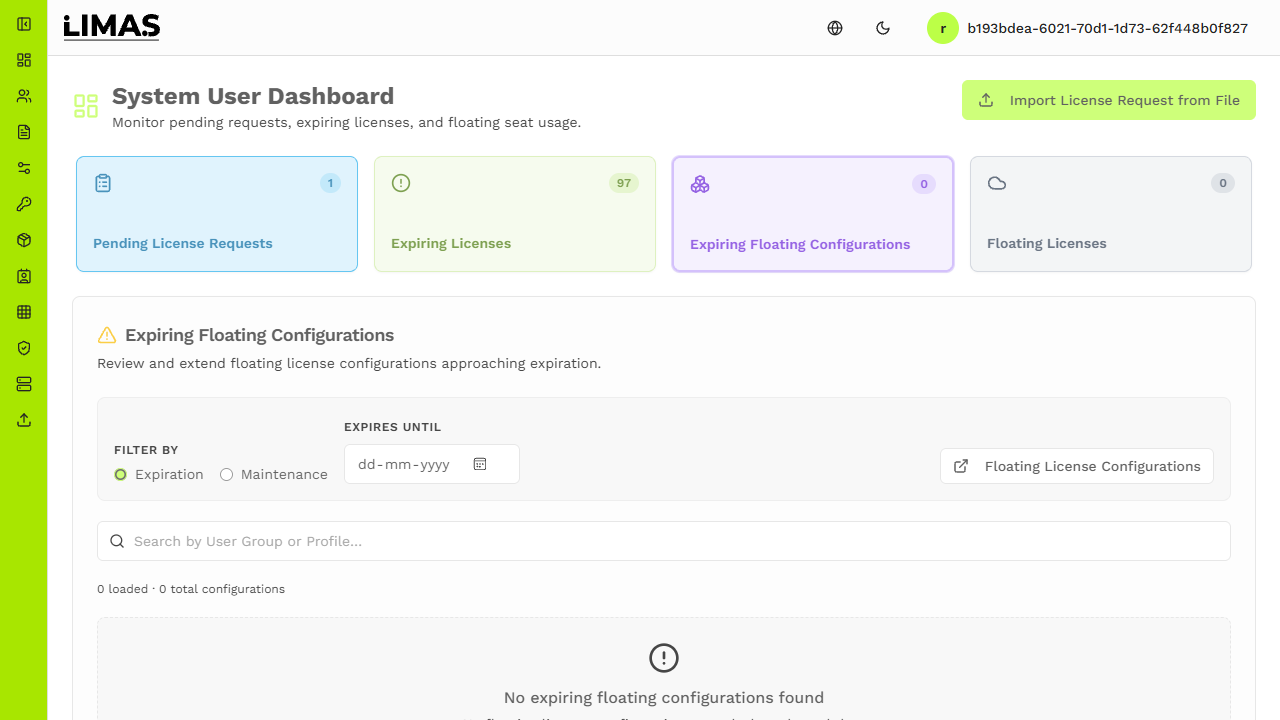 LIMAS
r b193bdea-6021-70d1-1d73-62f448b0f827
System User Dashboard
Monitor pending requests, expiring licenses, and floating seat usage.
Import License Request from File
1
Pending License Requests
97
Expiring Licenses
0
Expiring Floating Configurations
0
Floating Licenses
Expiring Floating Configurations
Review and extend floating license configurations approaching expiration.
FILTER BY
Expiration
Maintenance
EXPIRES UNTIL
dd-mm-yyyy
Floating License Configurations
Search by User Group or Profile...
0 loaded · 0 total configurations
No expiring floating configurations found